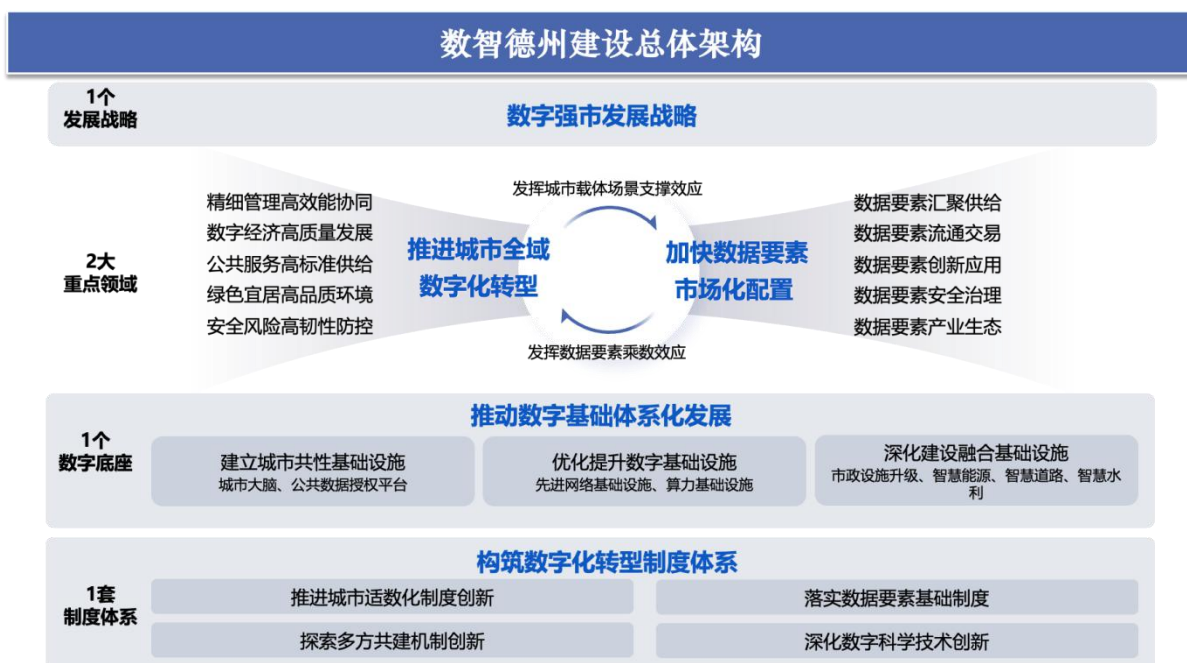 数智德州建设总体架构
1个
发展战略
数字强市发展战略
2大
重点领域
精细管理高效能协同
数字经济高质量发展
公共服务高标准供给
绿色宜居高品质环境
安全风险高韧性防控
推进城市全域
数字化转型
发挥城市载体场景支撑效应
发挥数据要素乘数效应
加快数据要素
市场化配置
数据要素汇聚供给
数据要素流通交易
数据要素创新应用
数据要素安全治理
数据要素产业生态
1个
数字底座
推动数字基础体系化发展
建立城市共性基础设施
城市大脑、公共数据授权平台
优化提升数字基础设施
先进网络基础设施、算力基础设施
深化建设融合基础设施
市政设施升级、智慧能源、智慧道路、智慧水
利
1套
制度体系
构筑数字化转型制度体系
推进城市适数化制度创新
落实数据要素基础制度
探索多方共建机制创新
深化数字科学技术创新